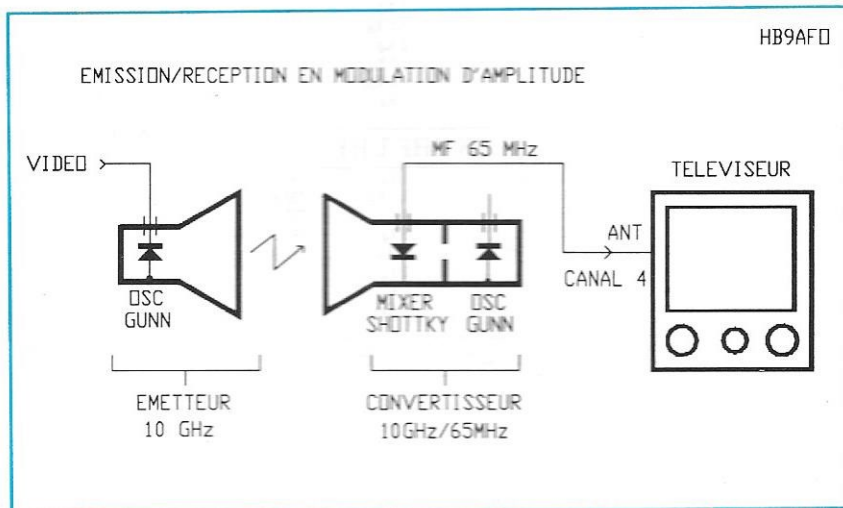 HB9AFO
EMISSION/RECEPTION EN MODULATION D'AMPLITUDE
VIDEO
MF 65 MHz
TELEVISEUR
ANT
CANAL 4
OSC
GUNN
MIXER
SHOTTKY
OSC
GUNN
EMETTEUR
10 GHz
CONVERTISSEUR
10GHz/65MHz